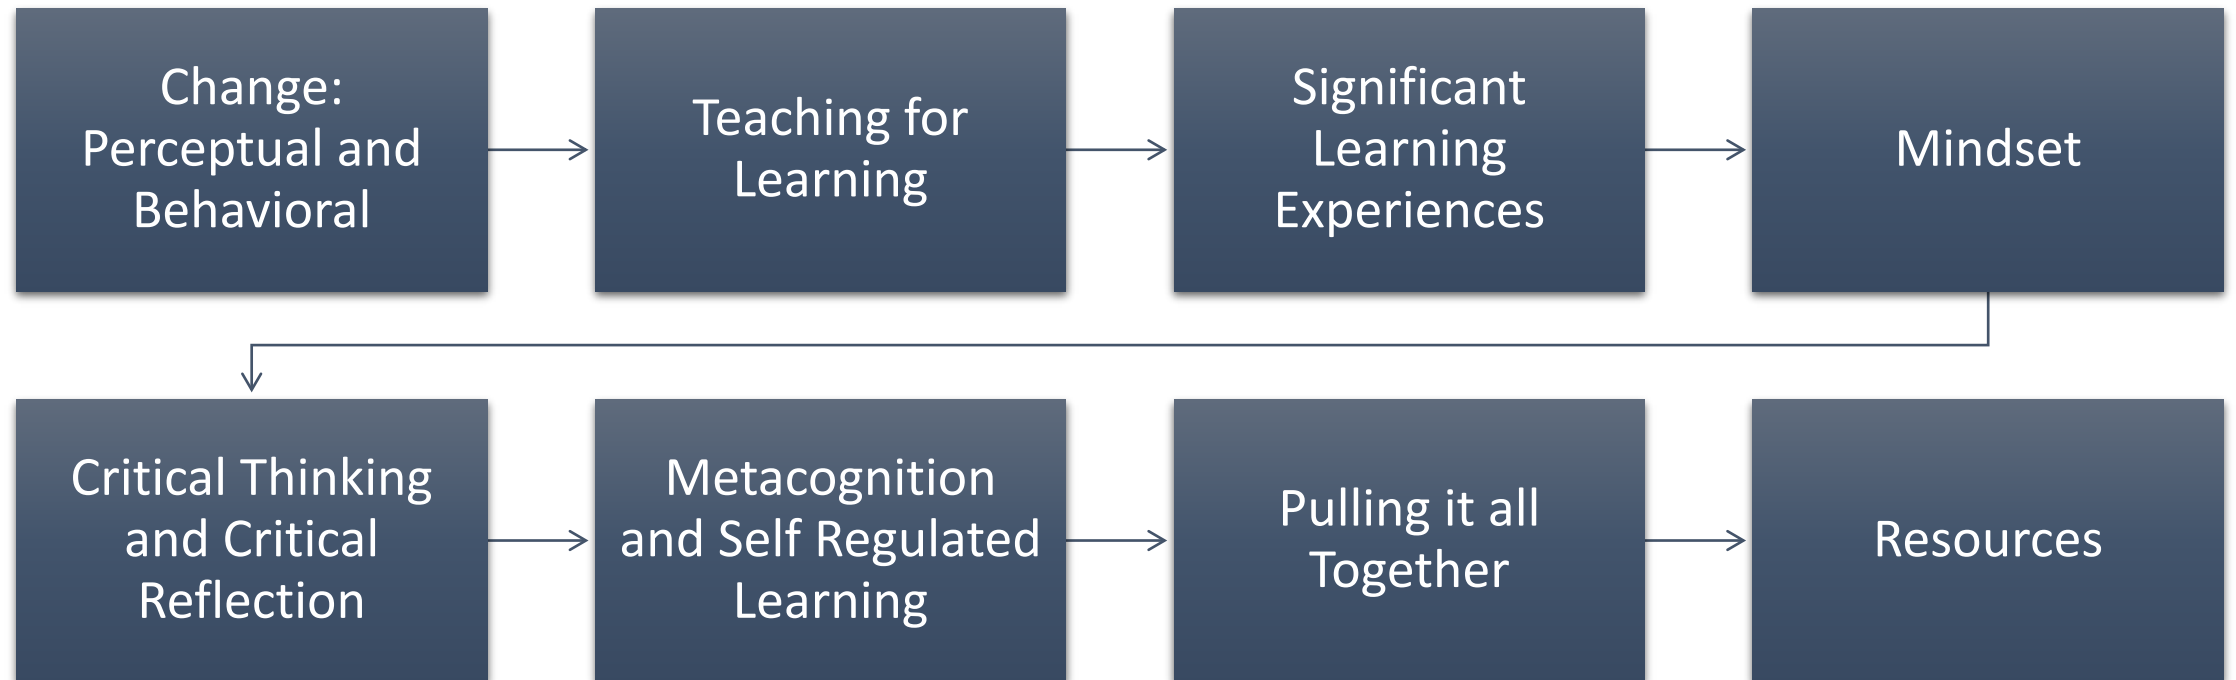 Change:
Perceptual and
Behavioral
Teaching for
Learning
Significant
Learning
Experiences
Mindset
Critical Thinking
and Critical
Reflection
Metacognition
and Self Regulated
Learning
Pulling it all
Together
Resources